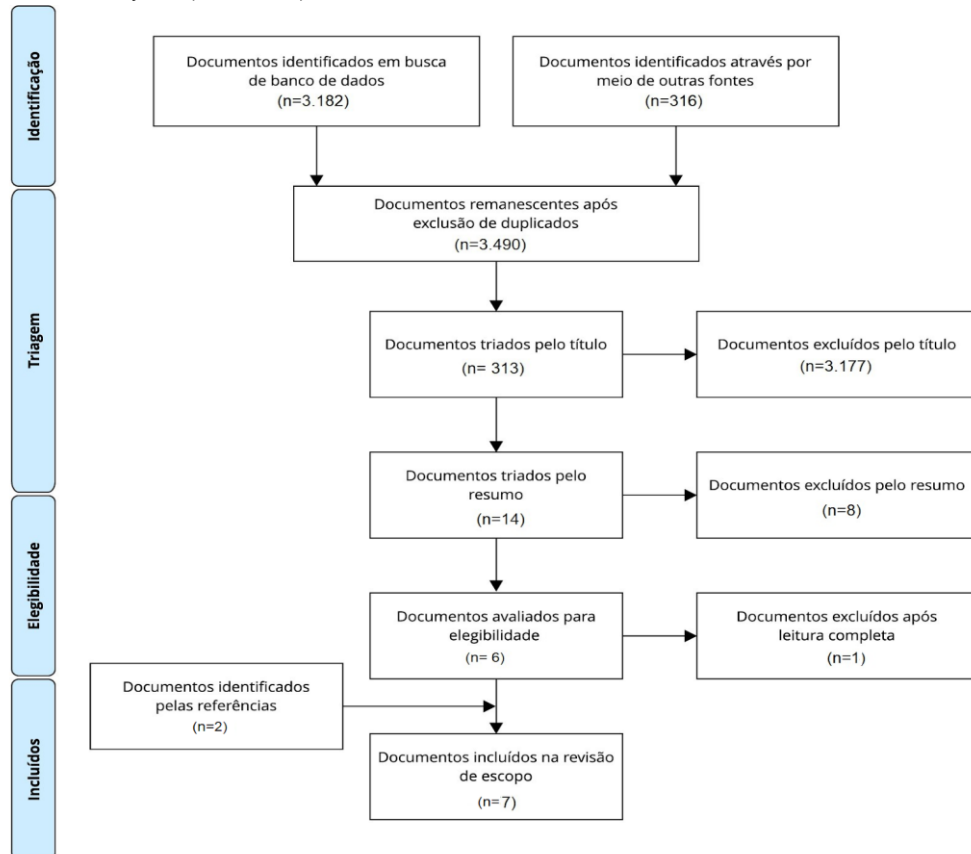 Identificação
Documentos identificados em busca
de banco de dados
(n=3.182)
Documentos identificados através por
meio de outras fontes
(n=316)
Triagem
Documentos remanescentes após
exclusão de duplicados
(n=3.490)
Documentos triados pelo título
(n= 313)
Documentos excluídos pelo título
(n=3.177)
Documentos triados pelo
resumo
(n=14)
Documentos excluídos pelo resumo
(n=8)
Elegibilidade
Documentos avaliados para
elegibilidade
(n= 6)
Documentos excluídos após
leitura completa
(n=1)
Incluídos
Documentos identificados
pelas referências
(n=2)
Documentos incluídos na revisão
de escopo
(n=7)